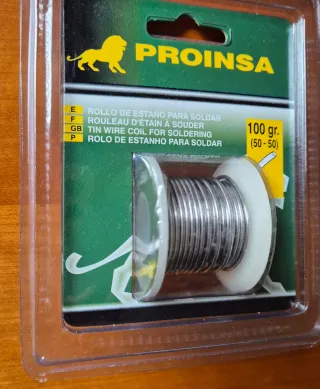 PROINSA
E ROLLO DE ESTANO PARA SOLDAR
F ROULEAU D'ÉTAIN À SOUDER
GB TIN WIRE COIL FOR SOLDERING
P ROLO DE ESTANHO PARA SOLDAR
100 gr.
(50 - 50)